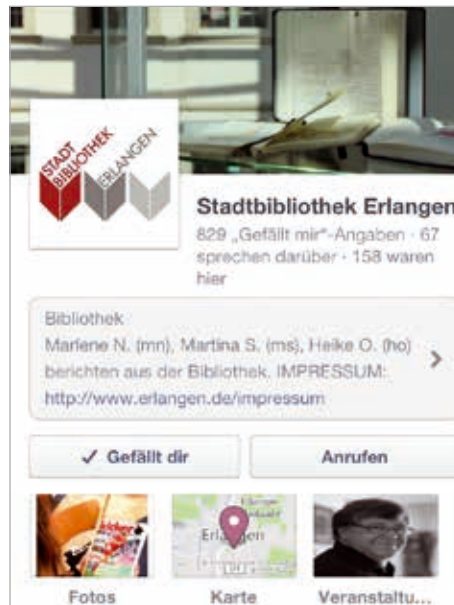 STADT
BIBLIOTHEK
ERLANGEN
Stadtbibliothek Erlangen
829 „Gefällt mir“-Angaben · 67
sprechen darüber · 158 waren
hier
Bibliothek
Marlene N. (mn), Martina S. (ms), Heike O. (ho)
berichten aus der Bibliothek. IMPRESSUM:
http://www.erlangen.de/impressum
✓ Gefällt dir
Anrufen
Erlangen
Fotos
Karte
Veranstaltu...